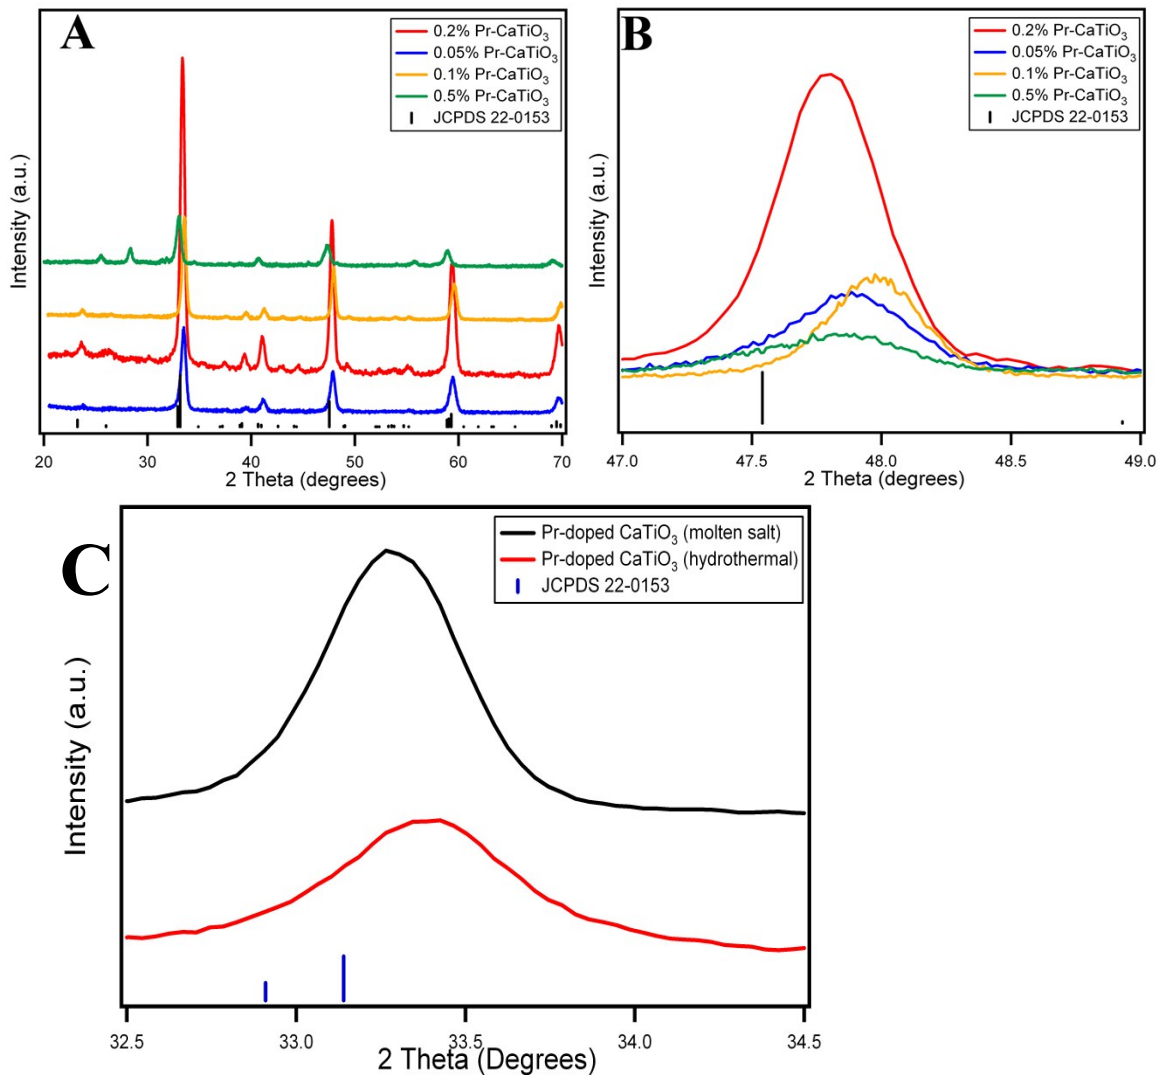 A
0.2% Pr-CaTiO₃
0.05% Pr-CaTiO₃
0.1% Pr-CaTiO₃
0.5% Pr-CaTiO₃
JCPDS 22-0153
Intensity (a.u.)
20 30 40 50 60 70
2 Theta (degrees)
B
0.2% Pr-CaTiO₃
0.05% Pr-CaTiO₃
0.1% Pr-CaTiO₃
0.5% Pr-CaTiO₃
JCPDS 22-0153
Intensity (a.u.)
47.0 47.5 48.0 48.5 49.0
2 Theta (degrees)
C
Pr-doped CaTiO₃ (molten salt)
Pr-doped CaTiO₃ (hydrothermal)
JCPDS 22-0153
Intensity (a.u.)
32.5 33.0 33.5 34.0 34.5
2 Theta (Degrees)